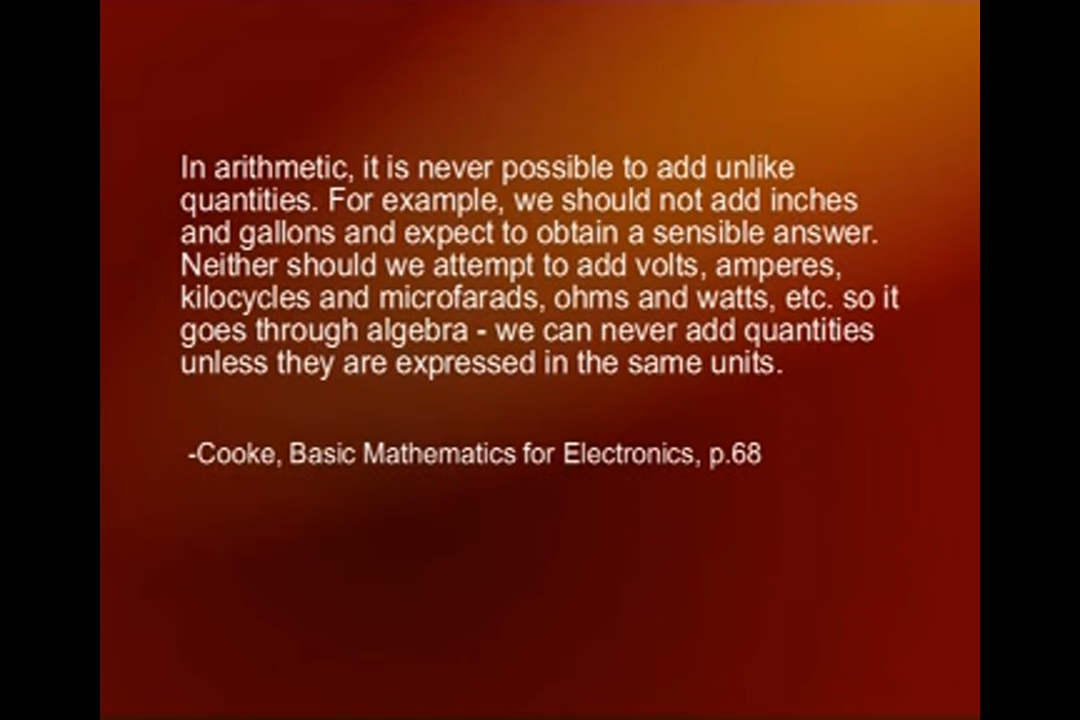 In arithmetic, it is never possible to add unlike
quantities. For example, we should not add inches
and gallons and expect to obtain a sensible answer.
Neither should we attempt to add volts, amperes,
kilocycles and microfarads, ohms and watts, etc. so it
goes through algebra - we can never add quantities
unless they are expressed in the same units.
-Cooke, Basic Mathematics for Electronics, p.68